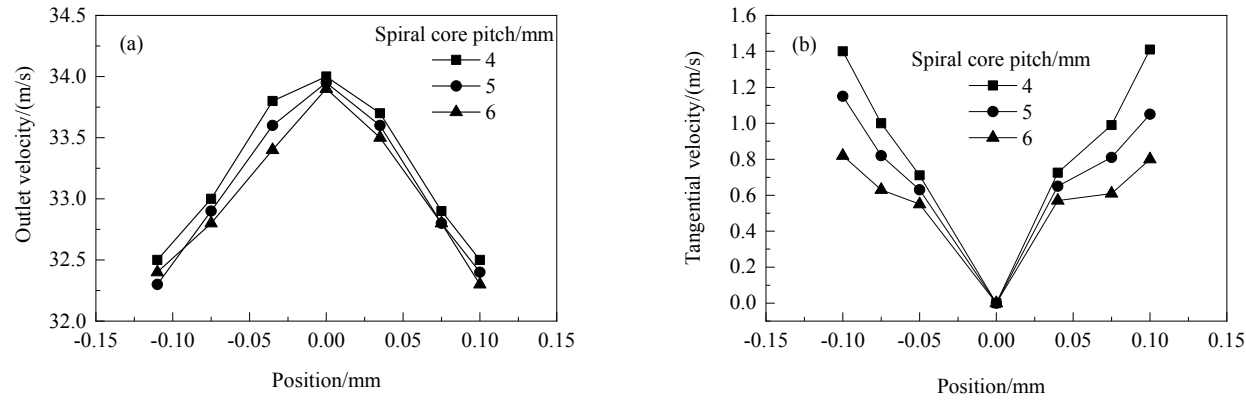 34.5
34.0
33.5
33.0
32.5
32.0
Outlet velocity/(m/s)
(a)
Spiral core pitch/mm
4
5
6
-0.15 -0.10 -0.05 0.00 0.05 0.10 0.15
Position/mm
1.6
1.4
1.2
1.0
0.8
0.6
0.4
0.2
0.0
Tangential velocity/(m/s)
(b)
Spiral core pitch/mm
4
5
6
-0.15 -0.10 -0.05 0.00 0.05 0.10 0.15
Position/mm